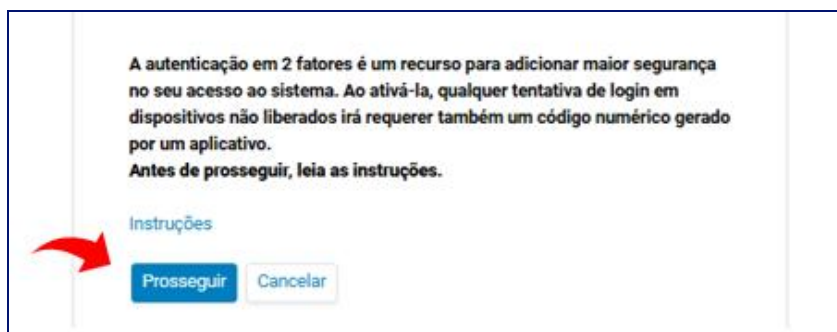 A autenticação em 2 fatores é um recurso para adicionar maior segurança
no seu acesso ao sistema. Ao ativá-la, qualquer tentativa de login em
dispositivos não liberados irá requerer também um código numérico gerado
por um aplicativo.
Antes de prosseguir, leia as instruções.
Instruções
Prosseguir Cancelar